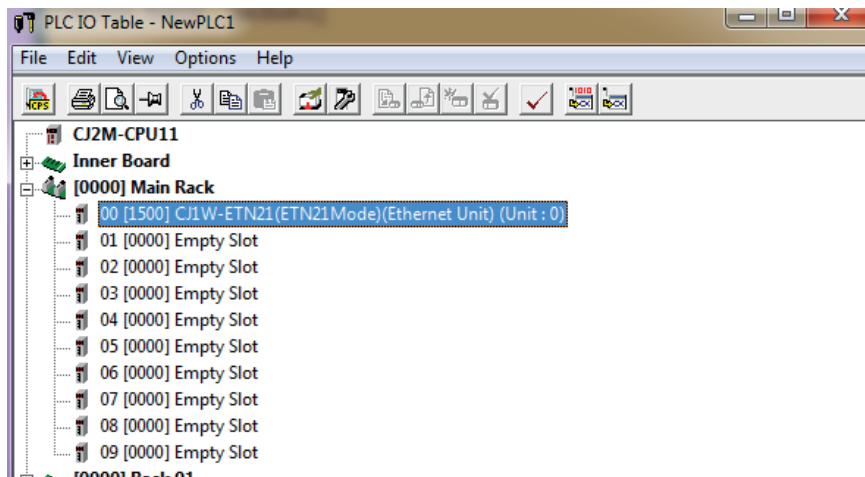 PLC IO Table - NewPLC1
File Edit View Options Help
CJ2M-CPU11
Inner Board
[0000] Main Rack
00 [1500] CJ1W-ETN21(ETN21Mode)(Ethernet Unit) (Unit : 0)
01 [0000] Empty Slot
02 [0000] Empty Slot
03 [0000] Empty Slot
04 [0000] Empty Slot
05 [0000] Empty Slot
06 [0000] Empty Slot
07 [0000] Empty Slot
08 [0000] Empty Slot
09 [0000] Empty Slot
[0000] Rack 01